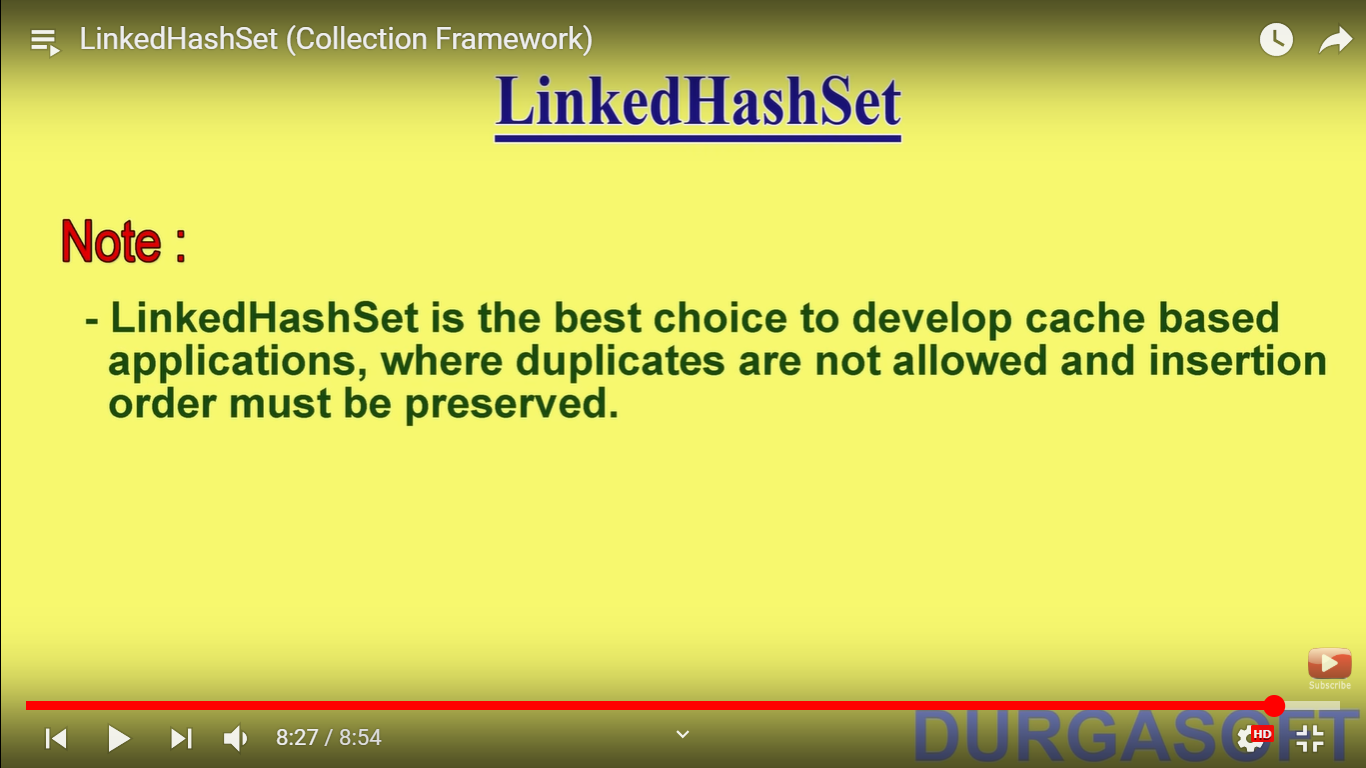 LinkedHashSet (Collection Framework)
LinkedHashSet
Note :
- LinkedHashSet is the best choice to develop cache based
applications, where duplicates are not allowed and insertion
order must be preserved.
Subscribe
8:27 / 8:54
HD
DURGASOFT